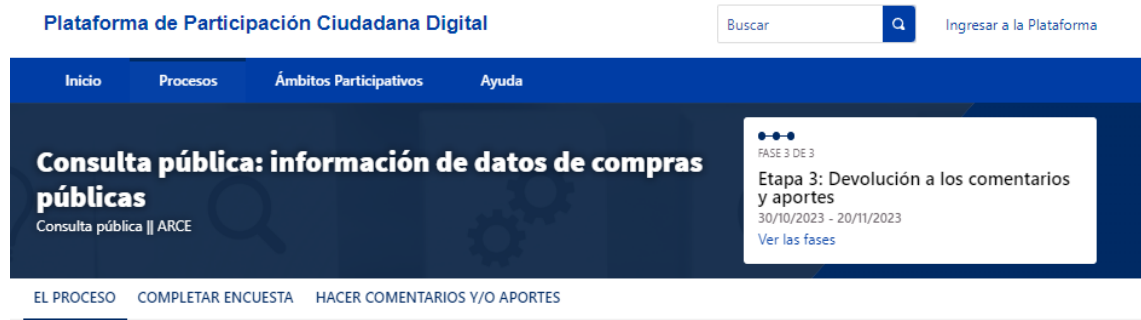 Plataforma de Participación Ciudadana Digital
Buscar
Ingresar a la Plataforma
Inicio
Procesos
Ámbitos Participativos
Ayuda
Consulta pública: información de datos de compras
públicas
Consulta pública || ARCE
FASE 3 DE 3
Etapa 3: Devolución a los comentarios
y aportes
30/10/2023 - 20/11/2023
Ver las fases
EL PROCESO
COMPLETAR ENCUESTA
HACER COMENTARIOS Y/O APORTES